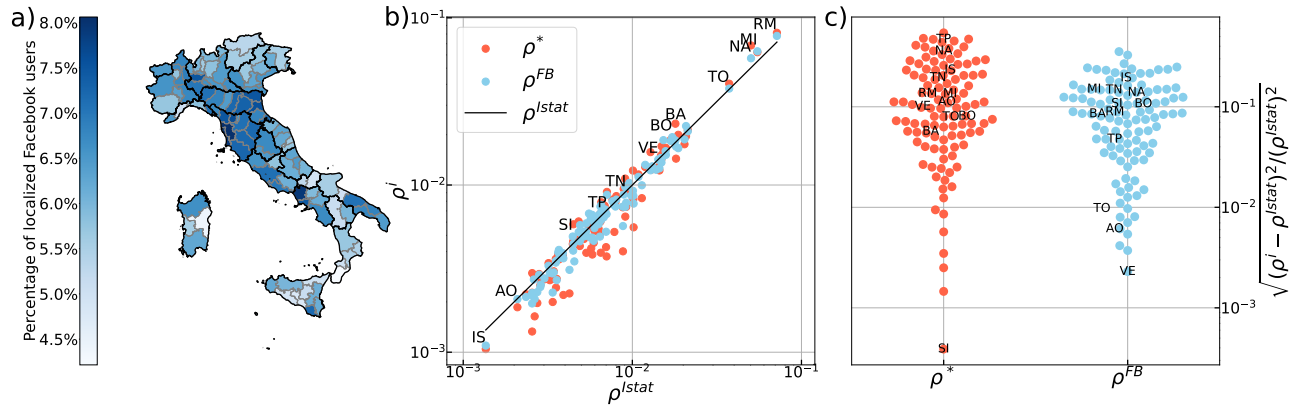 a)
Percentage of localized Facebook users
8.0%
7.5%
7.0%
6.5%
6.0%
5.5%
5.0%
4.5%
b)
ρ^i
10^{-1}
10^{-2}
10^{-3}
ρ^*
ρ^{FB}
ρ^{Istat}
RM
MI
NA
TO
BA
BO
VE
TN
TP
SI
AO
IS
10^{-3}
10^{-2}
10^{-1}
ρ^{Istat}
c)
TP
NA
IS
TN
RM
MI
AO
VE
TO
BO
BA
SI
IS
MI
TN
NA
SI
BO
BA
RM
TP
TO
AO
VE
ρ^*
ρ^{FB}
10^{-1}
10^{-2}
10^{-3}
√(ρ^i − ρ^{Istat})^2/(ρ^{Istat})^2